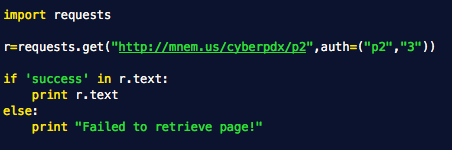 import requests
r=requests.get("http://mnem.us/cyberpdx/p2",auth=("p2","3"))
if 'success' in r.text:
    print r.text
else:
    print "Failed to retrieve page!"